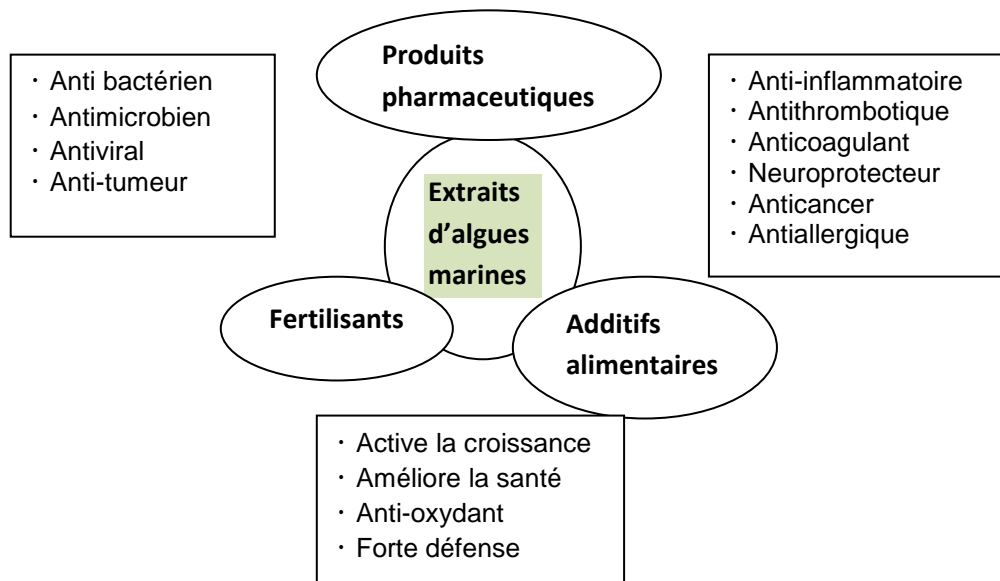 Produits
pharmaceutiques
· Anti bactérien
· Antimicrobien
· Antiviral
· Anti-tumeur
· Anti-inflammatoire
· Antithrombotique
· Anticoagulant
· Neuroprotecteur
· Anticancer
· Antiallergique
Extraits
d’algues
marines
Fertilisants
Additifs
alimentaires
· Active la croissance
· Améliore la santé
· Anti-oxydant
· Forte défense